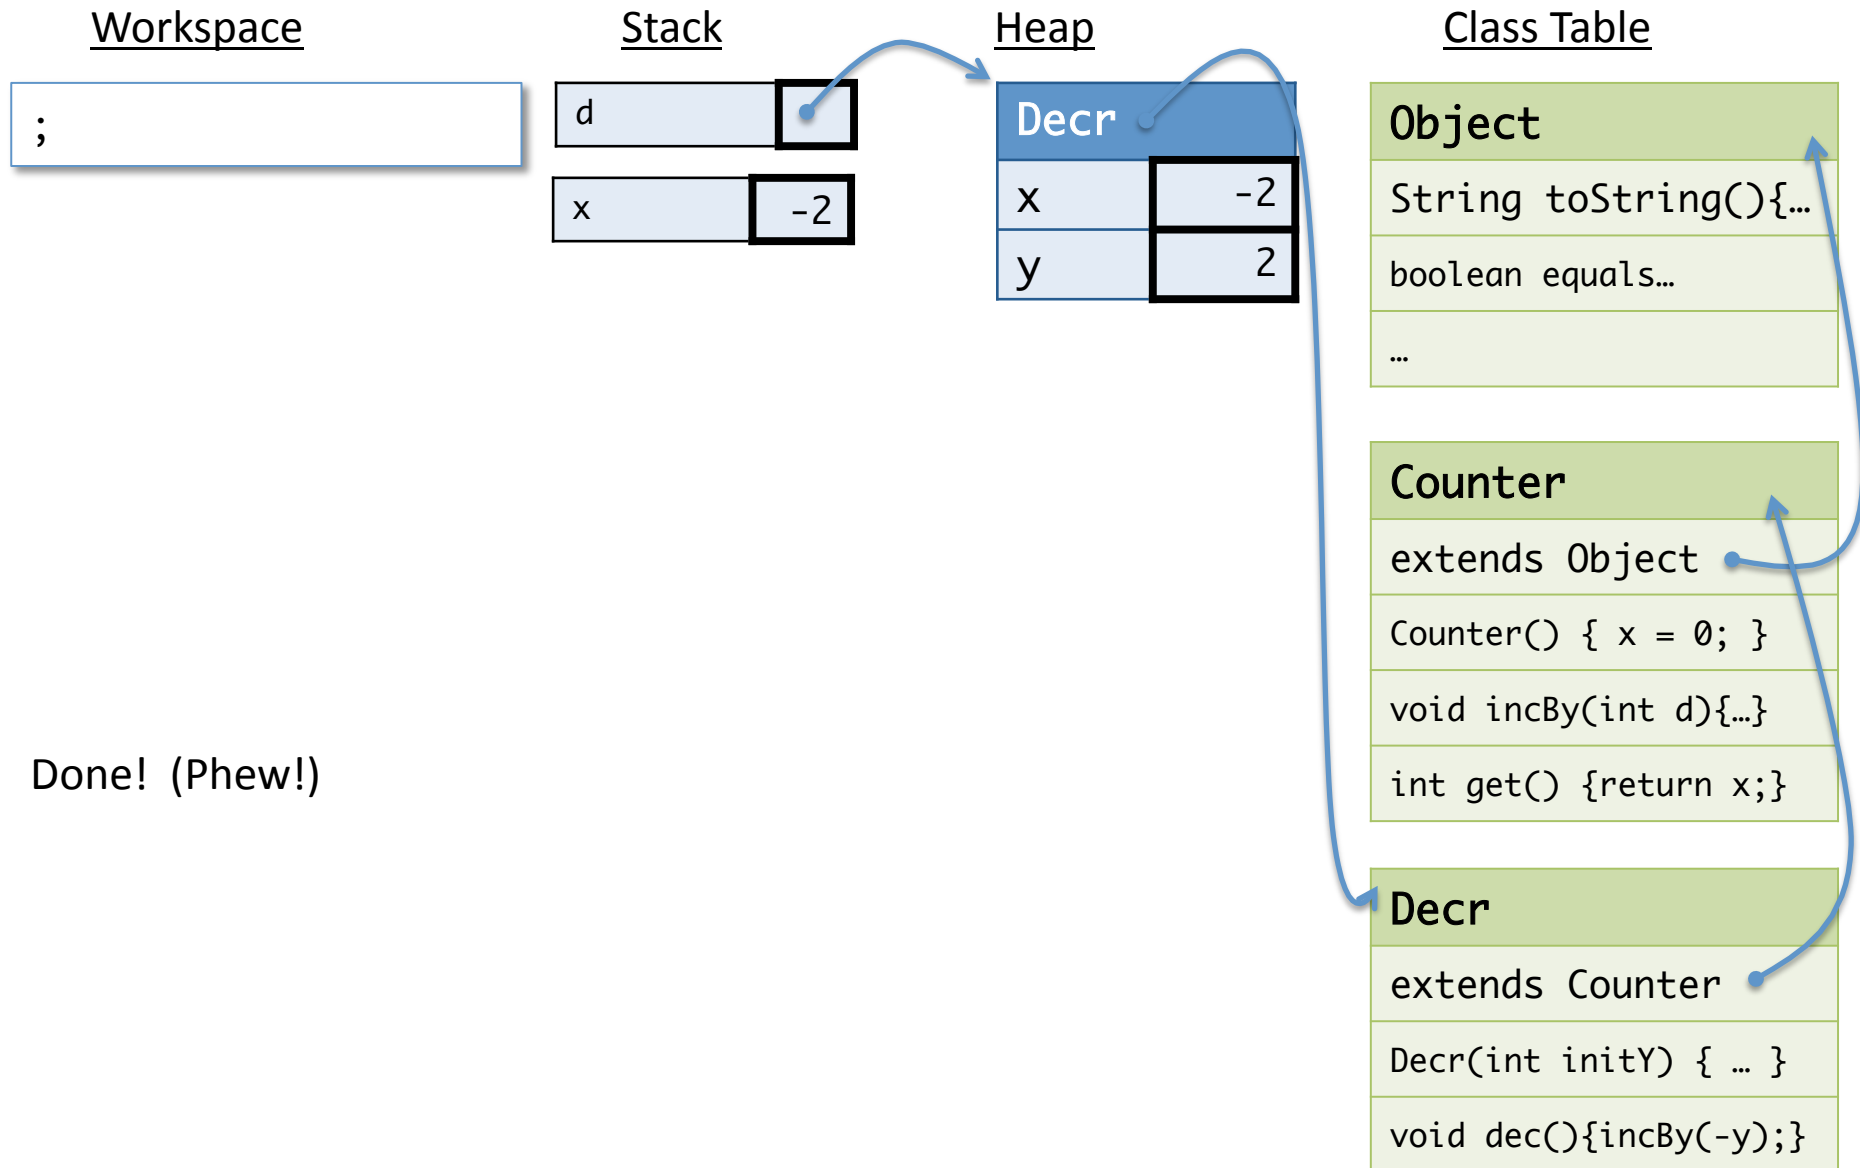 Workspace
Stack
Heap
Class Table
;
d
x -2
Decr
x -2
y 2
Object
String toString(){…
boolean equals…
…
Counter
extends Object
Counter() { x = 0; }
void incBy(int d){…}
int get() {return x;}
Decr
extends Counter
Decr(int initY) { … }
void dec(){incBy(-y);}
Done! (Phew!)